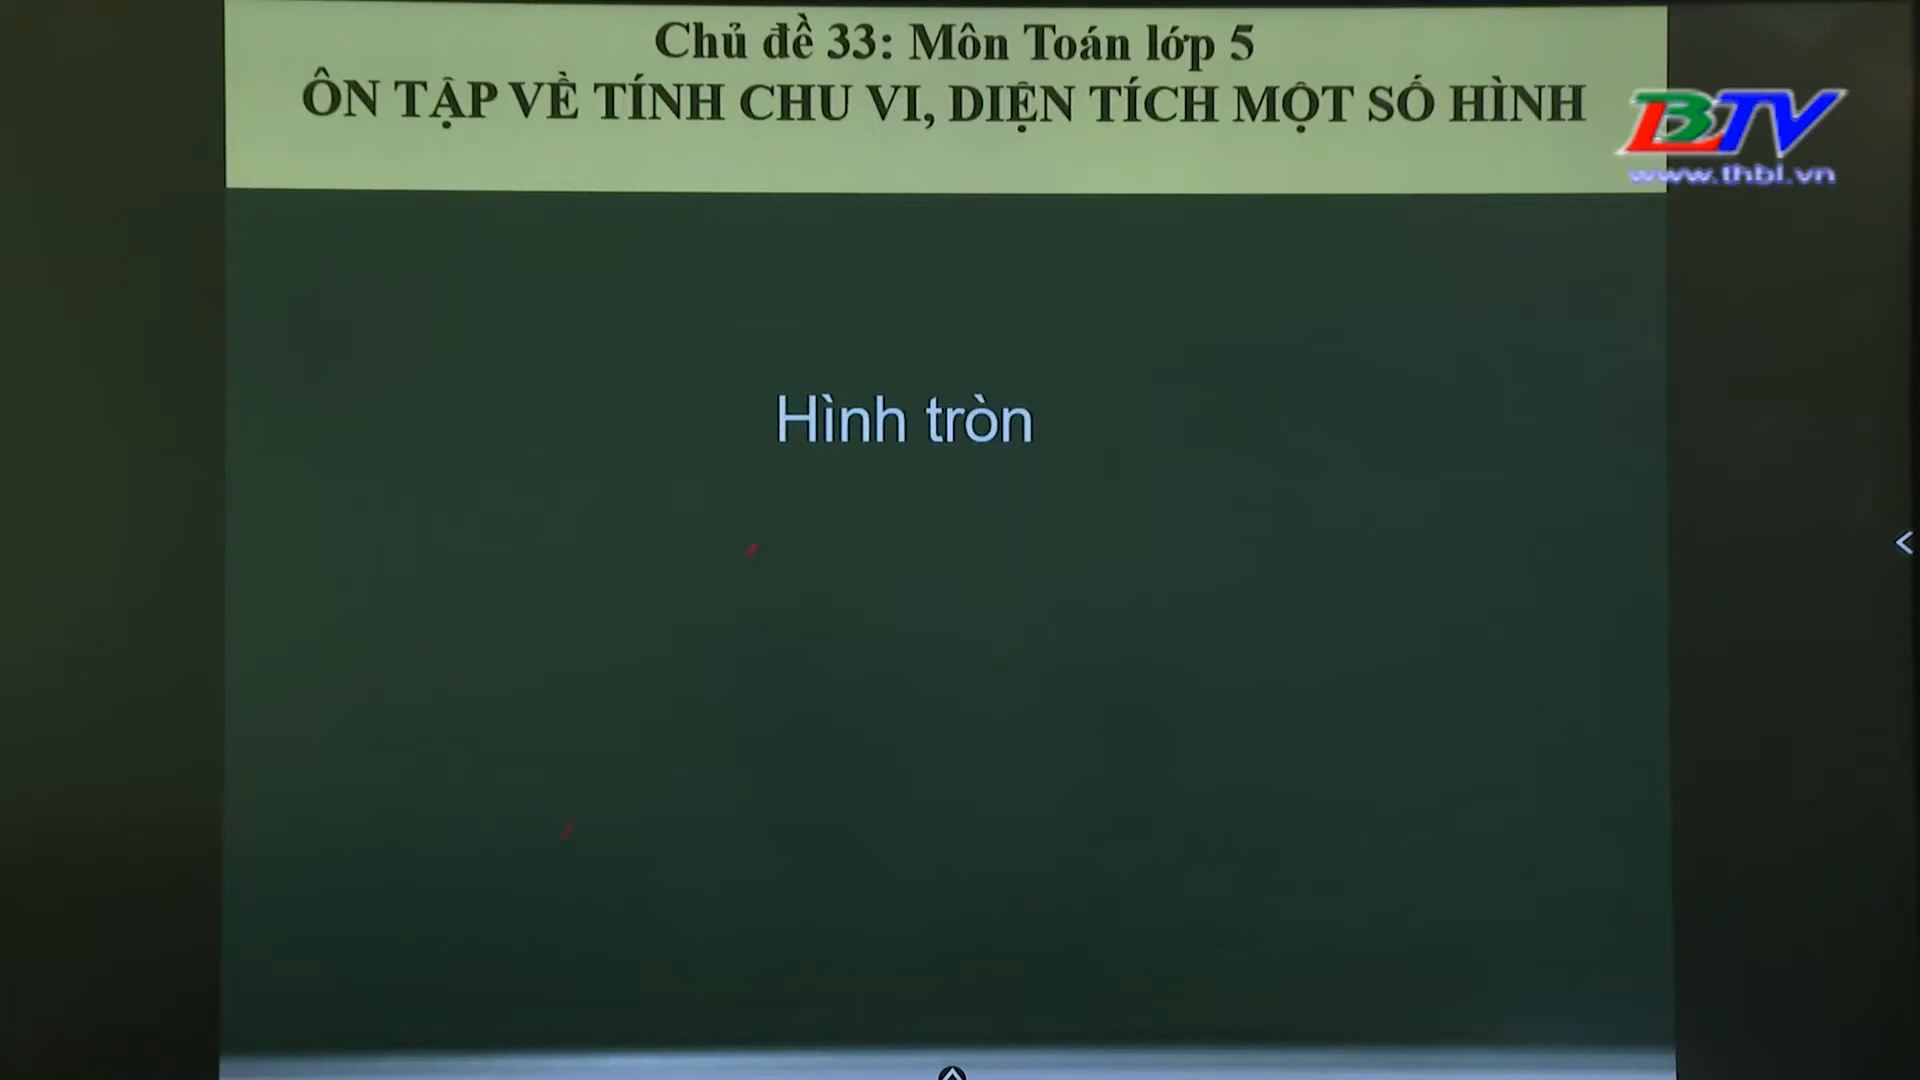 Chủ đề 33: Môn Toán lớp 5
ÔN TẬP VỀ TÍNH CHU VI, DIỆN TÍCH MỘT SỐ HÌNH
BTV
www.thbl.vn
Hình tròn